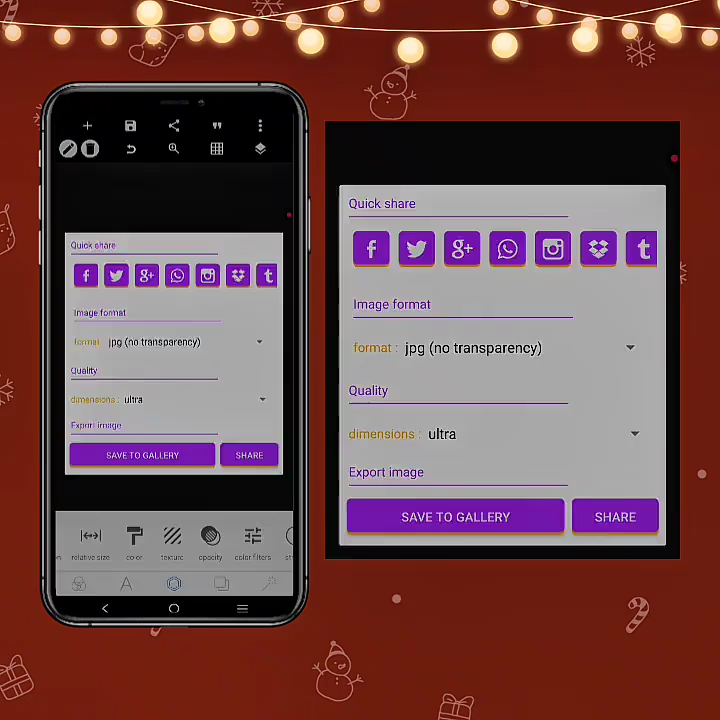 Quick share
Image format
format : jpg (no transparency)
Quality
dimensions : ultra
Export image
SAVE TO GALLERY
SHARE
relative size
color
texture
opacity
color filters
Quick share
Image format
format : jpg (no transparency)
Quality
dimensions : ultra
Export image
SAVE TO GALLERY
SHARE